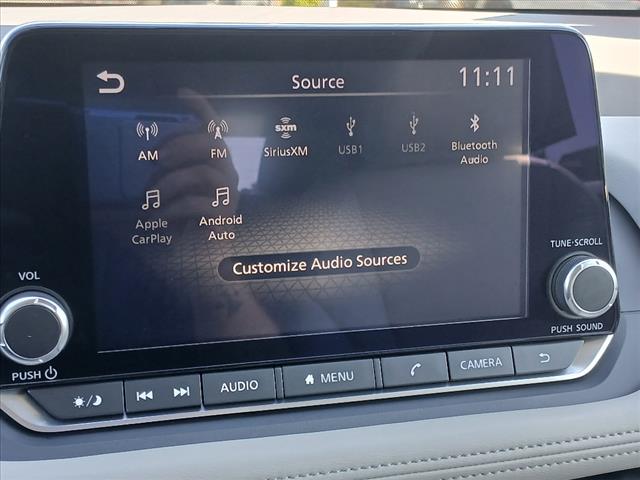 Source
11:11
AM
FM
sxm
SiriusXM
USB1
USB2
Bluetooth
Audio
Apple
CarPlay
Android
Auto
Customize Audio Sources
VOL
PUSH
TUNE·SCROLL
PUSH SOUND
AUDIO
MENU
CAMERA